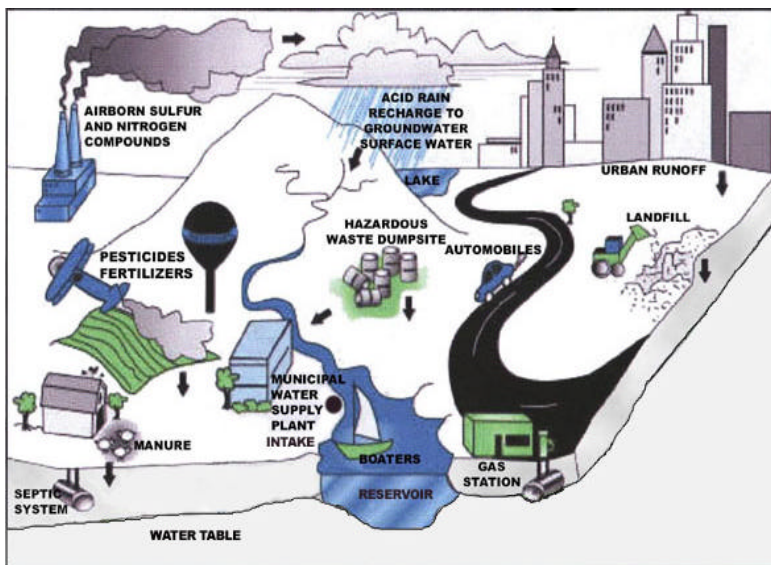 AIRBORN SULFUR
AND NITROGEN
COMPOUNDS
ACID RAIN
RECHARGE TO
GROUNDWATER
SURFACE WATER
LAKE
URBAN RUNOFF
LANDFILL
HAZARDOUS
WASTE DUMPSITE
AUTOMOBILES
PESTICIDES
FERTILIZERS
MUNICIPAL
WATER
SUPPLY
PLANT
INTAKE
MANURE
BOATERS
GAS
STATION
SEPTIC
SYSTEM
RESERVOIR
WATER TABLE